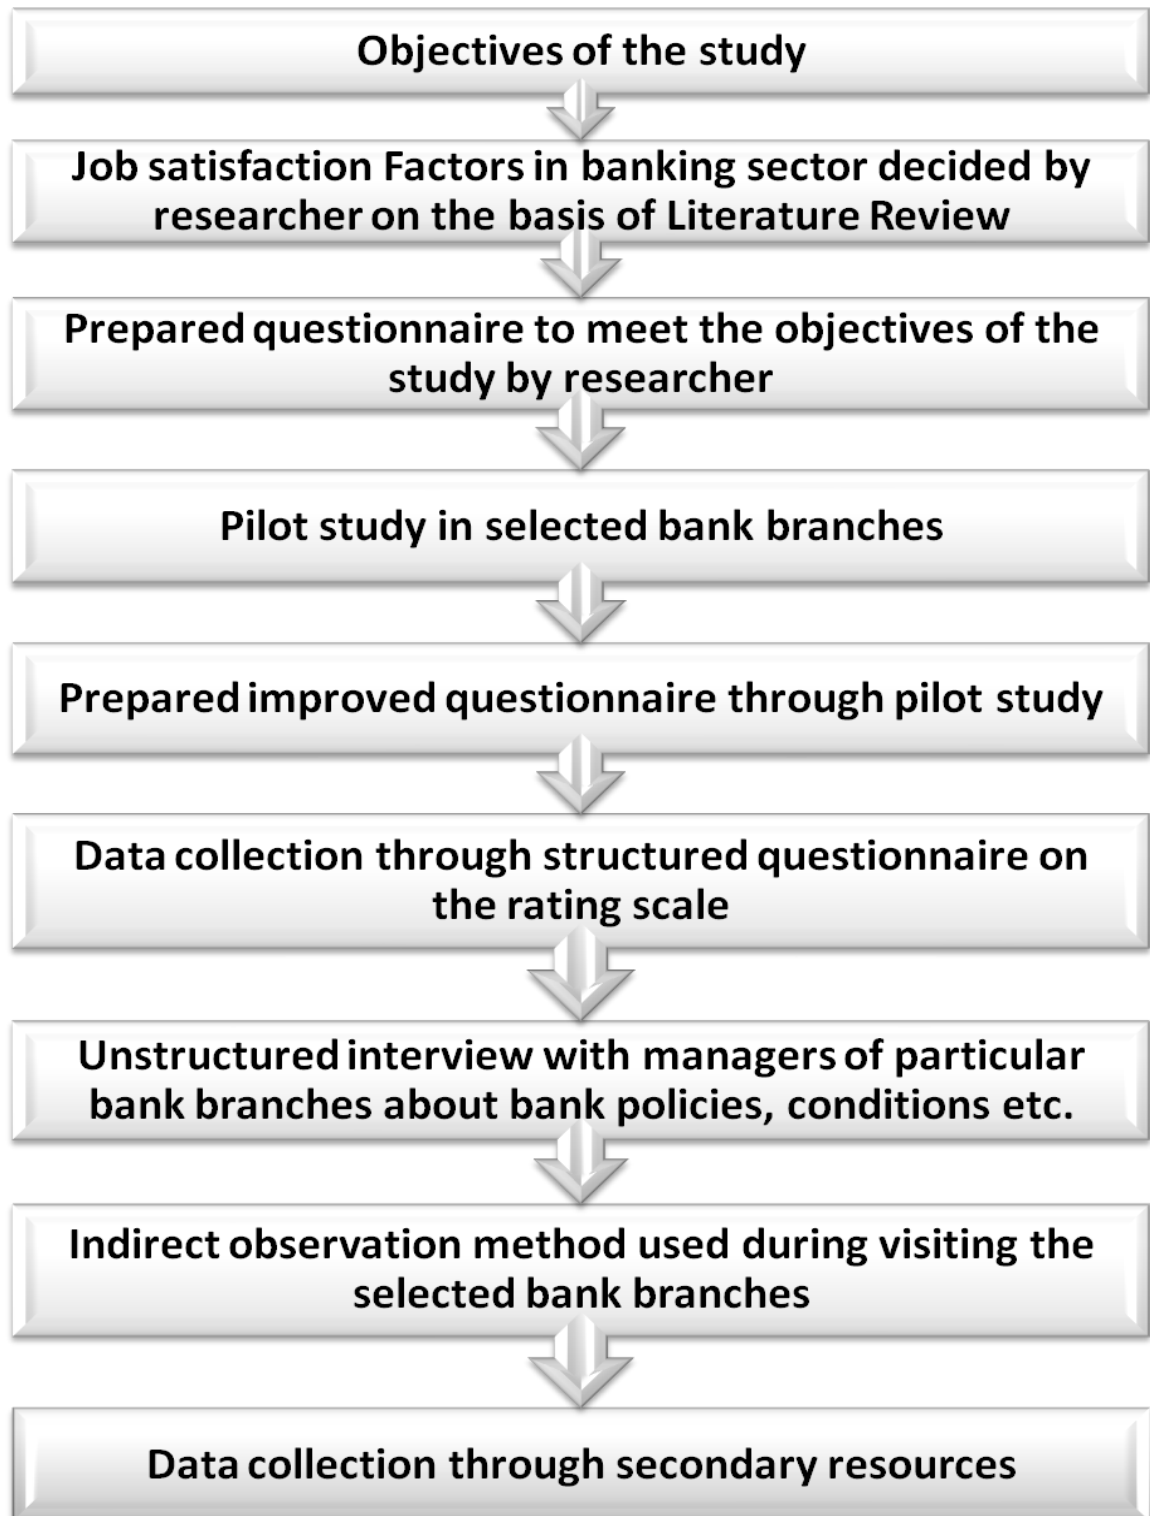 Objectives of the study
Job satisfaction Factors in banking sector decided by
researcher on the basis of Literature Review
Prepared questionnaire to meet the objectives of the
study by researcher
Pilot study in selected bank branches
Prepared improved questionnaire through pilot study
Data collection through structured questionnaire on
the rating scale
Unstructured interview with managers of particular
bank branches about bank policies, conditions etc.
Indirect observation method used during visiting the
selected bank branches
Data collection through secondary resources